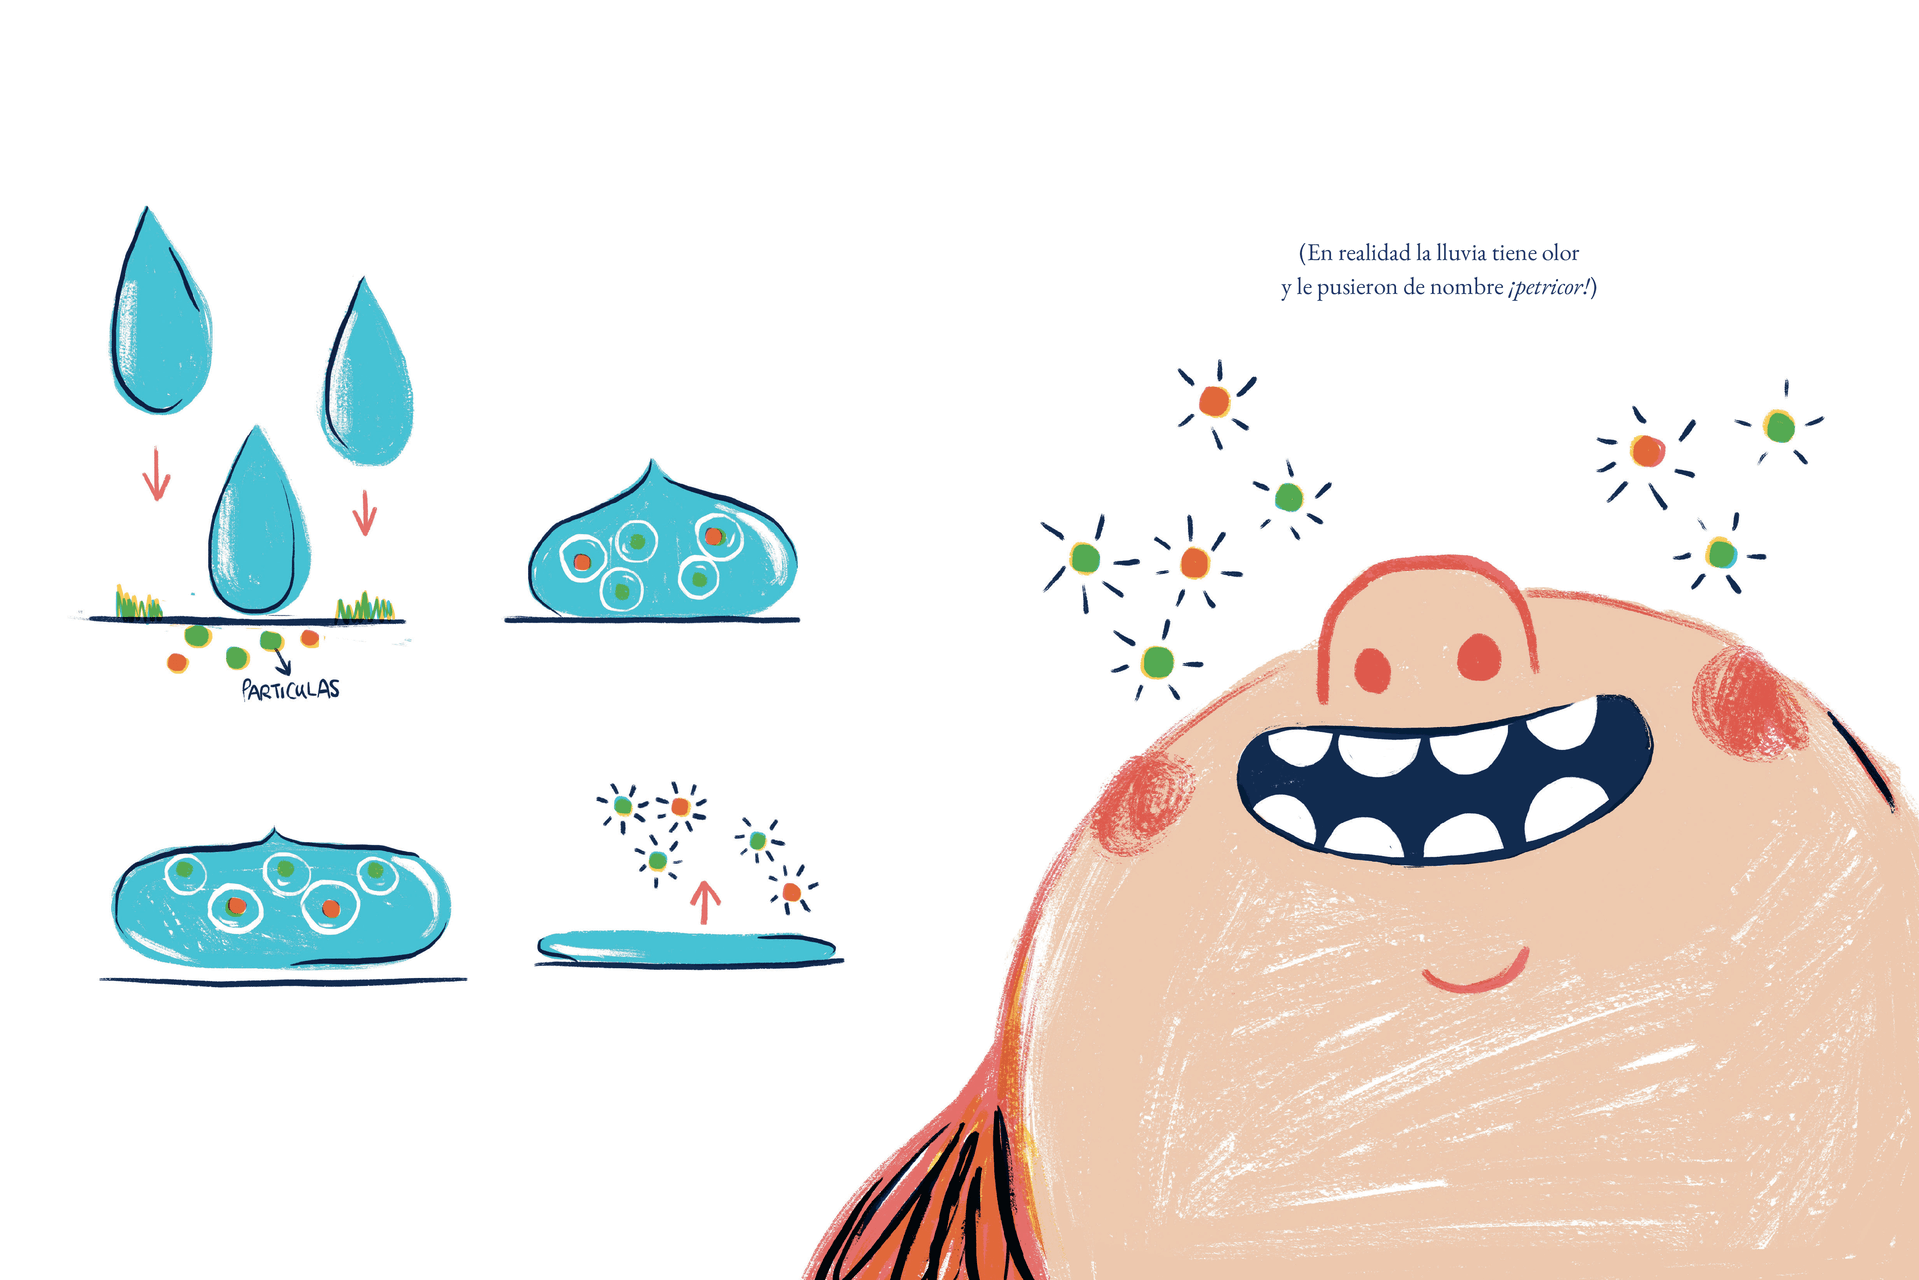 PARTICULAS
(En realidad la lluvia tiene olor
y le pusieron de nombre ¡petricor!)